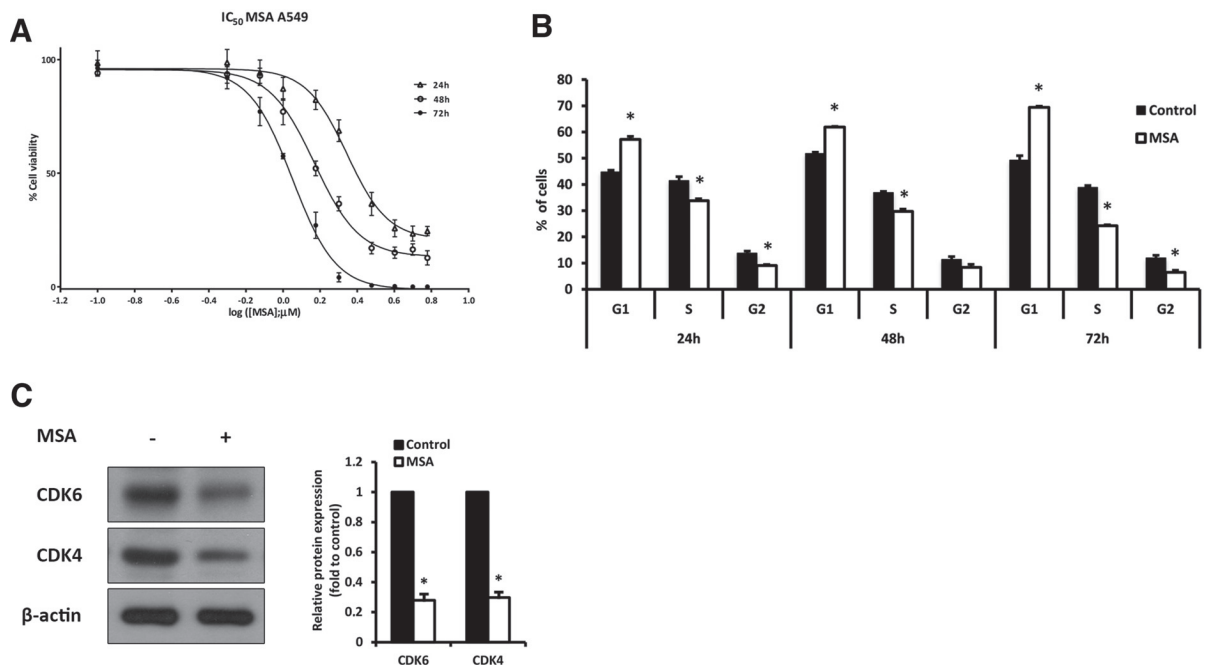 A
IC50 MSA A549
% Cell viability
100
50
0
24h
48h
72h
-1.2 -1.0 -0.8 -0.6 -0.4 -0.2 0.0 0.2 0.4 0.6 0.8 1.0
log ([MSA];µM)
B
% of cells
80
70
60
50
40
30
20
10
0
* * * * * * * *
Control
MSA
G1 S G2 G1 S G2 G1 S G2
24h 48h 72h
C
MSA - +
CDK6
CDK4
β-actin
Relative protein expression
(fold to control)
Control
MSA
1.2
1
0.8
0.6
0.4
0.2
0
* *
CDK6 CDK4